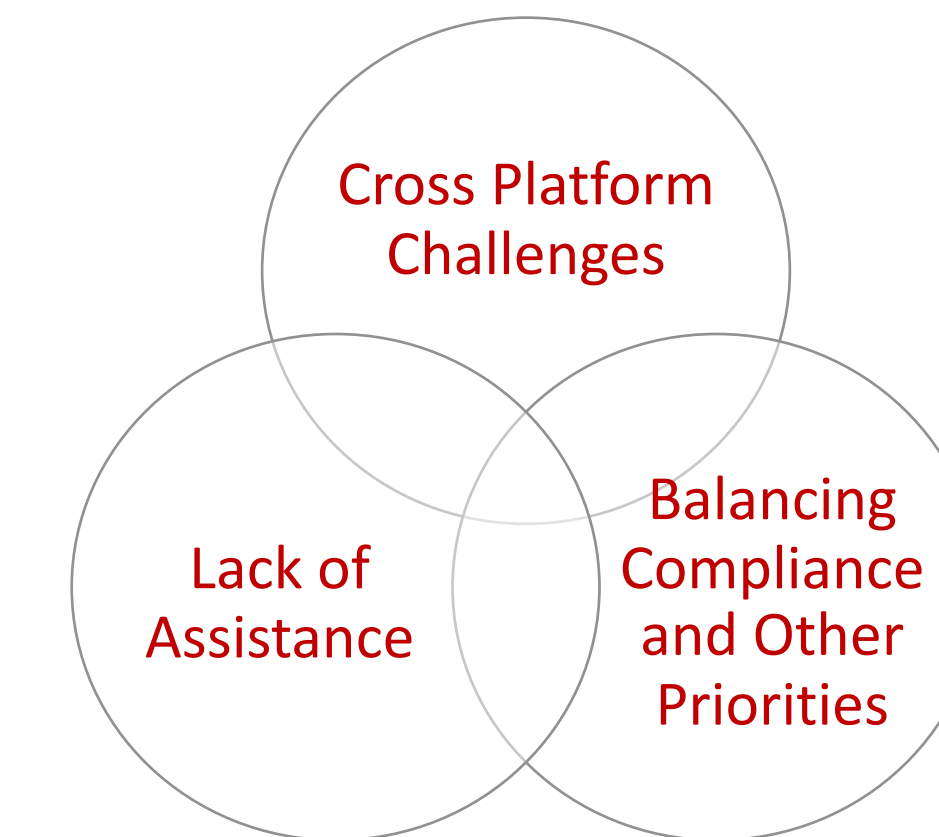 Cross Platform
Challenges
Lack of
Assistance
Balancing
Compliance
and Other
Priorities